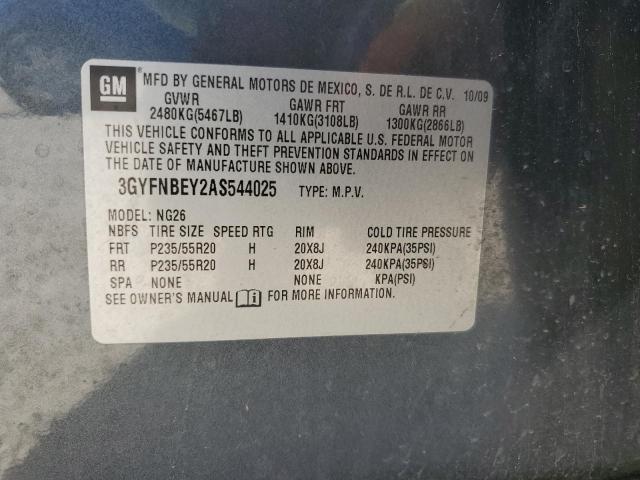 GM
MFD BY GENERAL MOTORS DE MEXICO, S. DE R.L. DE C.V. 10/09
GVWR GAWR FRT GAWR RR
2480KG(5467LB) 1410KG(3108LB) 1300KG(2866LB)
THIS VEHICLE CONFORMS TO ALL APPLICABLE U.S. FEDERAL MOTOR
VEHICLE SAFETY AND THEFT PREVENTION STANDARDS IN EFFECT ON
THE DATE OF MANUFACTURE SHOWN ABOVE.
3GYFNBEY2AS544025 TYPE: M.P.V.
MODEL: NG26
NBFS TIRE SIZE SPEED RTG RIM COLD TIRE PRESSURE
FRT P235/55R20 H 20X8J 240KPA(35PSI)
RR P235/55R20 H 20X8J 240KPA(35PSI)
SPA NONE NONE KPA(PSI)
SEE OWNER'S MANUAL FOR MORE INFORMATION.